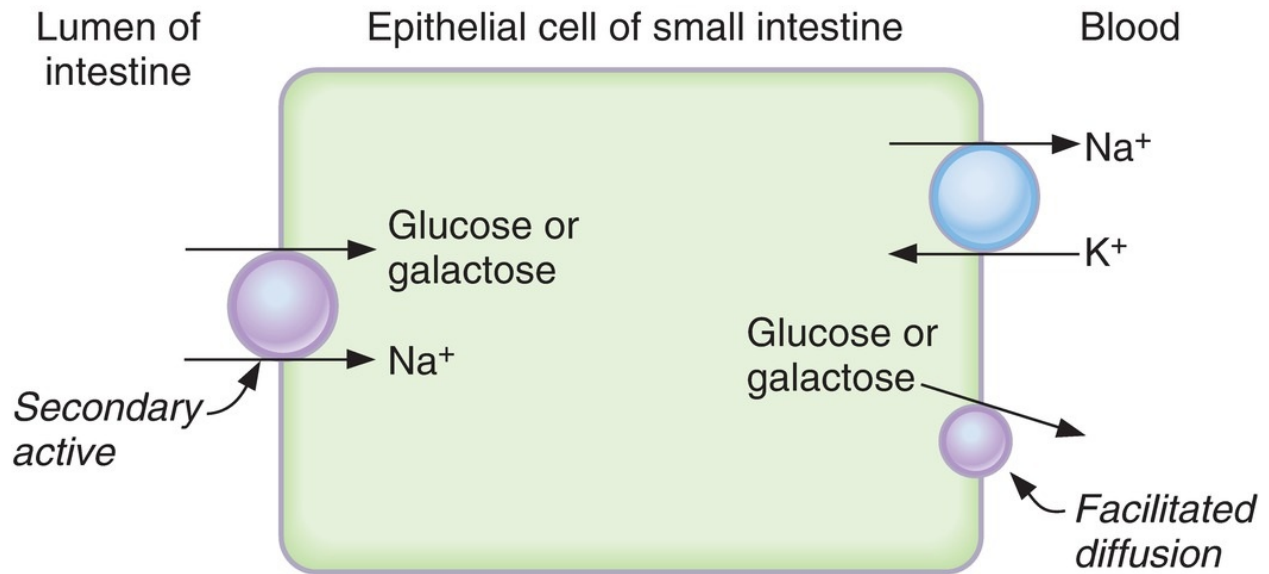 Lumen of
intestine
Epithelial cell of small intestine
Blood
Na⁺
K⁺
Glucose or
galactose
Na⁺
Glucose or
galactose
Secondary
active
Facilitated
diffusion